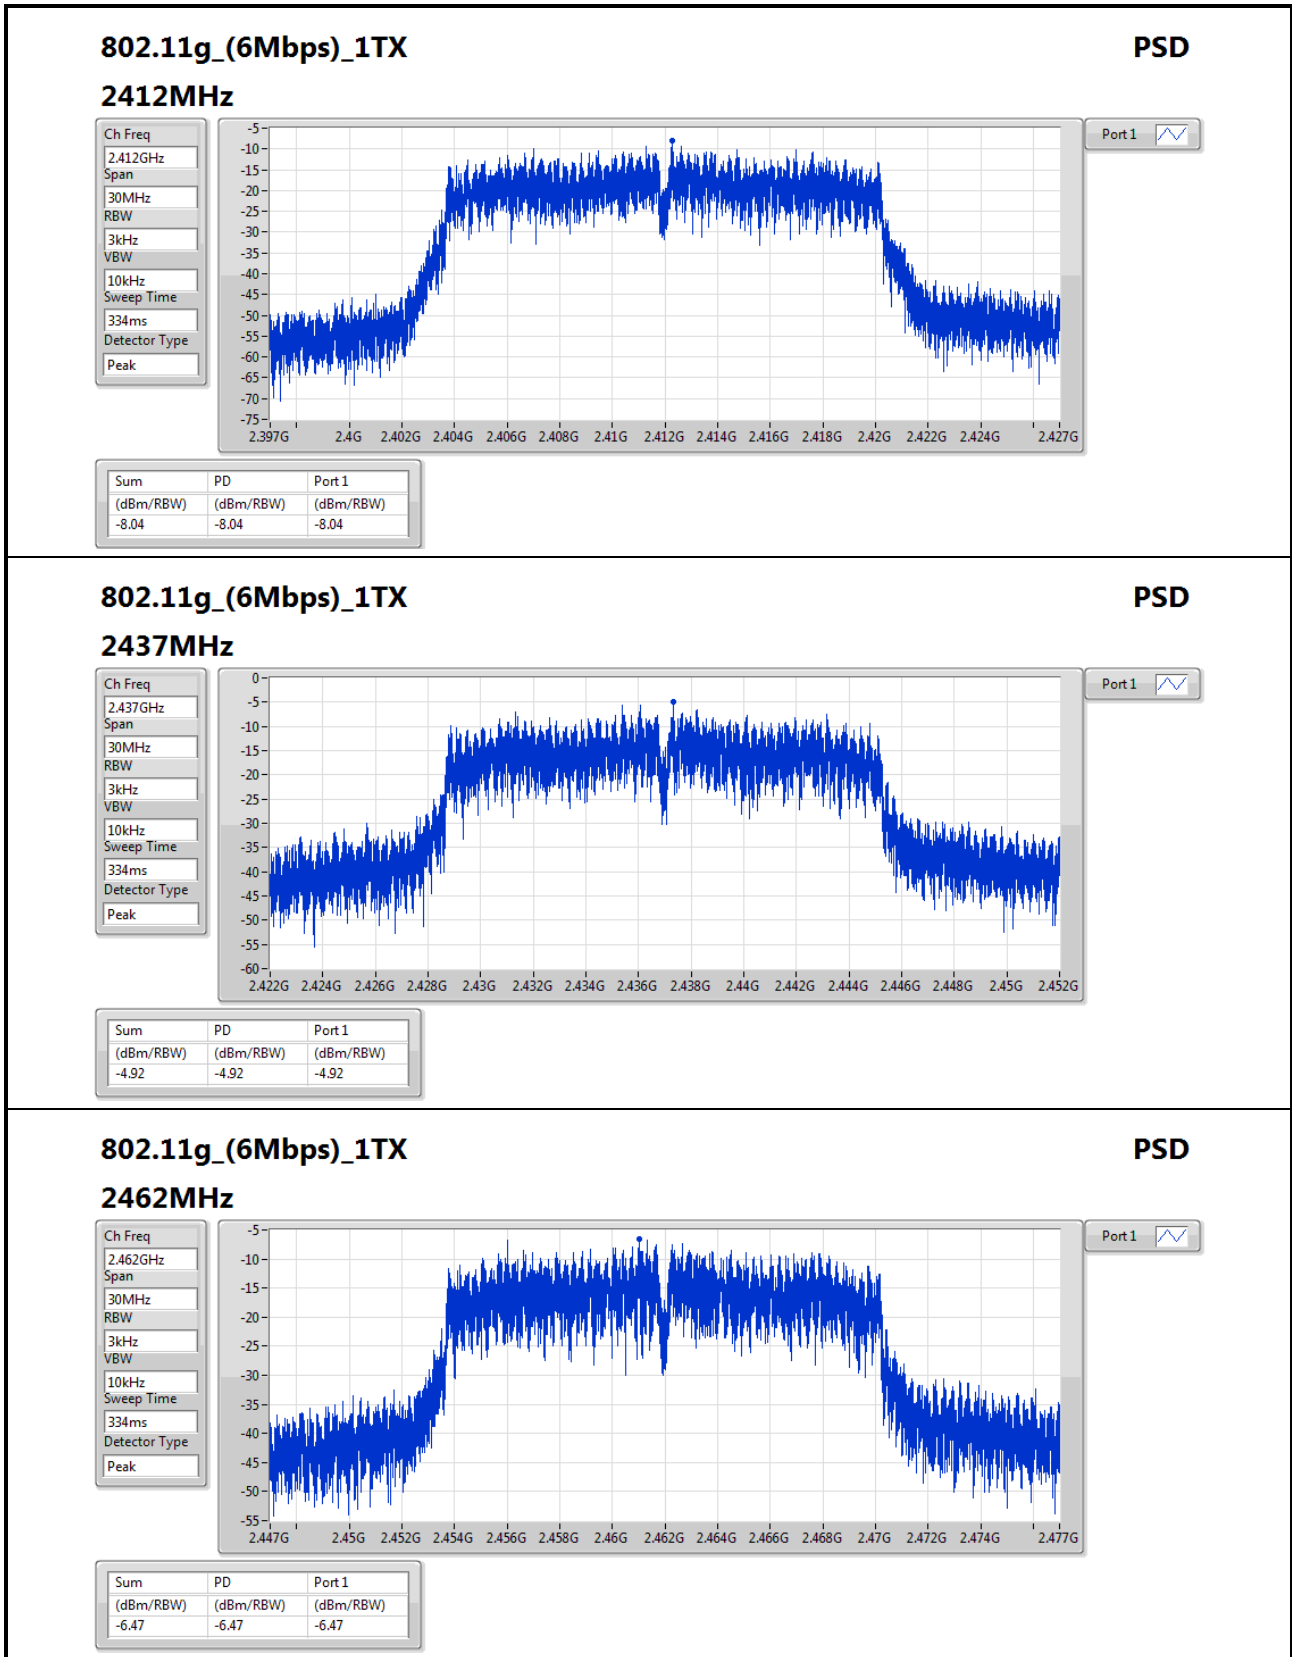 802.11g_(6Mbps)_1TX PSD
2412MHz
Ch Freq
2.412GHz
Span
30MHz
RBW
3kHz
VBW
10kHz
Sweep Time
334ms
Detector Type
Peak
-5
-10
-15
-20
-25
-30
-35
-40
-45
-50
-55
-60
-65
-70
-75
2.397G 2.4G 2.402G 2.404G 2.406G 2.408G 2.41G 2.412G 2.414G 2.416G 2.418G 2.42G 2.422G 2.424G 2.427G
Port 1
Sum PD Port 1
(dBm/RBW) (dBm/RBW) (dBm/RBW)
-8.04 -8.04 -8.04
802.11g_(6Mbps)_1TX PSD
2437MHz
Ch Freq
2.437GHz
Span
30MHz
RBW
3kHz
VBW
10kHz
Sweep Time
334ms
Detector Type
Peak
0
-5
-10
-15
-20
-25
-30
-35
-40
-45
-50
-55
-60
2.422G 2.424G 2.426G 2.428G 2.43G 2.432G 2.434G 2.436G 2.438G 2.44G 2.442G 2.444G 2.446G 2.448G 2.45G 2.452G
Port 1
Sum PD Port 1
(dBm/RBW) (dBm/RBW) (dBm/RBW)
-4.92 -4.92 -4.92
802.11g_(6Mbps)_1TX PSD
2462MHz
Ch Freq
2.462GHz
Span
30MHz
RBW
3kHz
VBW
10kHz
Sweep Time
334ms
Detector Type
Peak
-5
-10
-15
-20
-25
-30
-35
-40
-45
-50
-55
2.447G 2.45G 2.452G 2.454G 2.456G 2.458G 2.46G 2.462G 2.464G 2.466G 2.468G 2.47G 2.472G 2.474G 2.477G
Port 1
Sum PD Port 1
(dBm/RBW) (dBm/RBW) (dBm/RBW)
-6.47 -6.47 -6.47